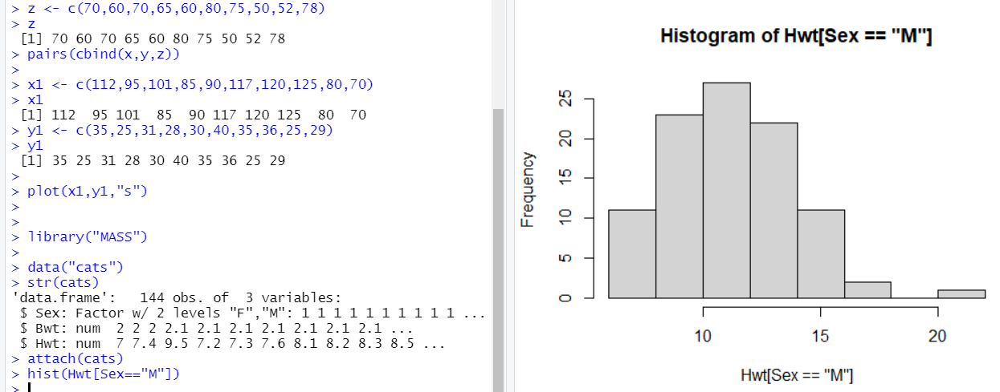 > z <- c(70,60,70,65,60,80,75,50,52,78)
> z
 [1] 70 60 70 65 60 80 75 50 52 78
> pairs(cbind(x,y,z))
>
> x1 <- c(112,95,101,85,90,117,120,125,80,70)
> x1
 [1] 112  95 101  85  90 117 120 125  80  70
> y1 <- c(35,25,31,28,30,40,35,36,25,29)
> y1
 [1] 35 25 31 28 30 40 35 36 25 29
>
> plot(x1,y1,"s")
>
>
> library("MASS")
>
> data("cats")
> str(cats)
'data.frame':   144 obs. of  3 variables:
 $ Sex: Factor w/ 2 levels "F","M": 1 1 1 1 1 1 1 1 1 1 ...
 $ Bwt: num  2 2 2 2.1 2.1 2.1 2.1 2.1 2.1 2.1 ...
 $ Hwt: num  7 7.4 9.5 7.2 7.3 7.6 8.1 8.2 8.3 8.5 ...
> attach(cats)
> hist(Hwt[Sex=="M"])
>
Histogram of Hwt[Sex == "M"]
Frequency
25
20
15
10
5
0
10 15 20
Hwt[Sex == "M"]